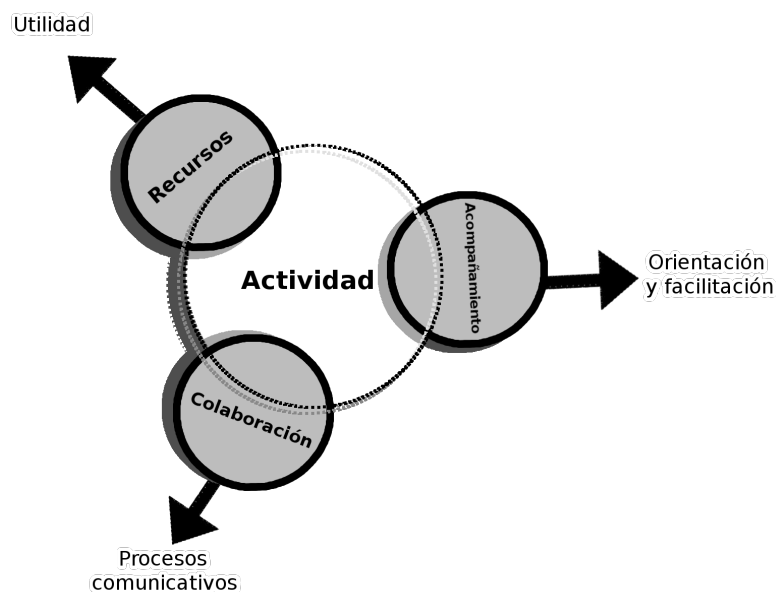 Utilidad
Recursos
Acompañamiento
Orientación
y facilitación
Actividad
Colaboración
Procesos
comunicativos